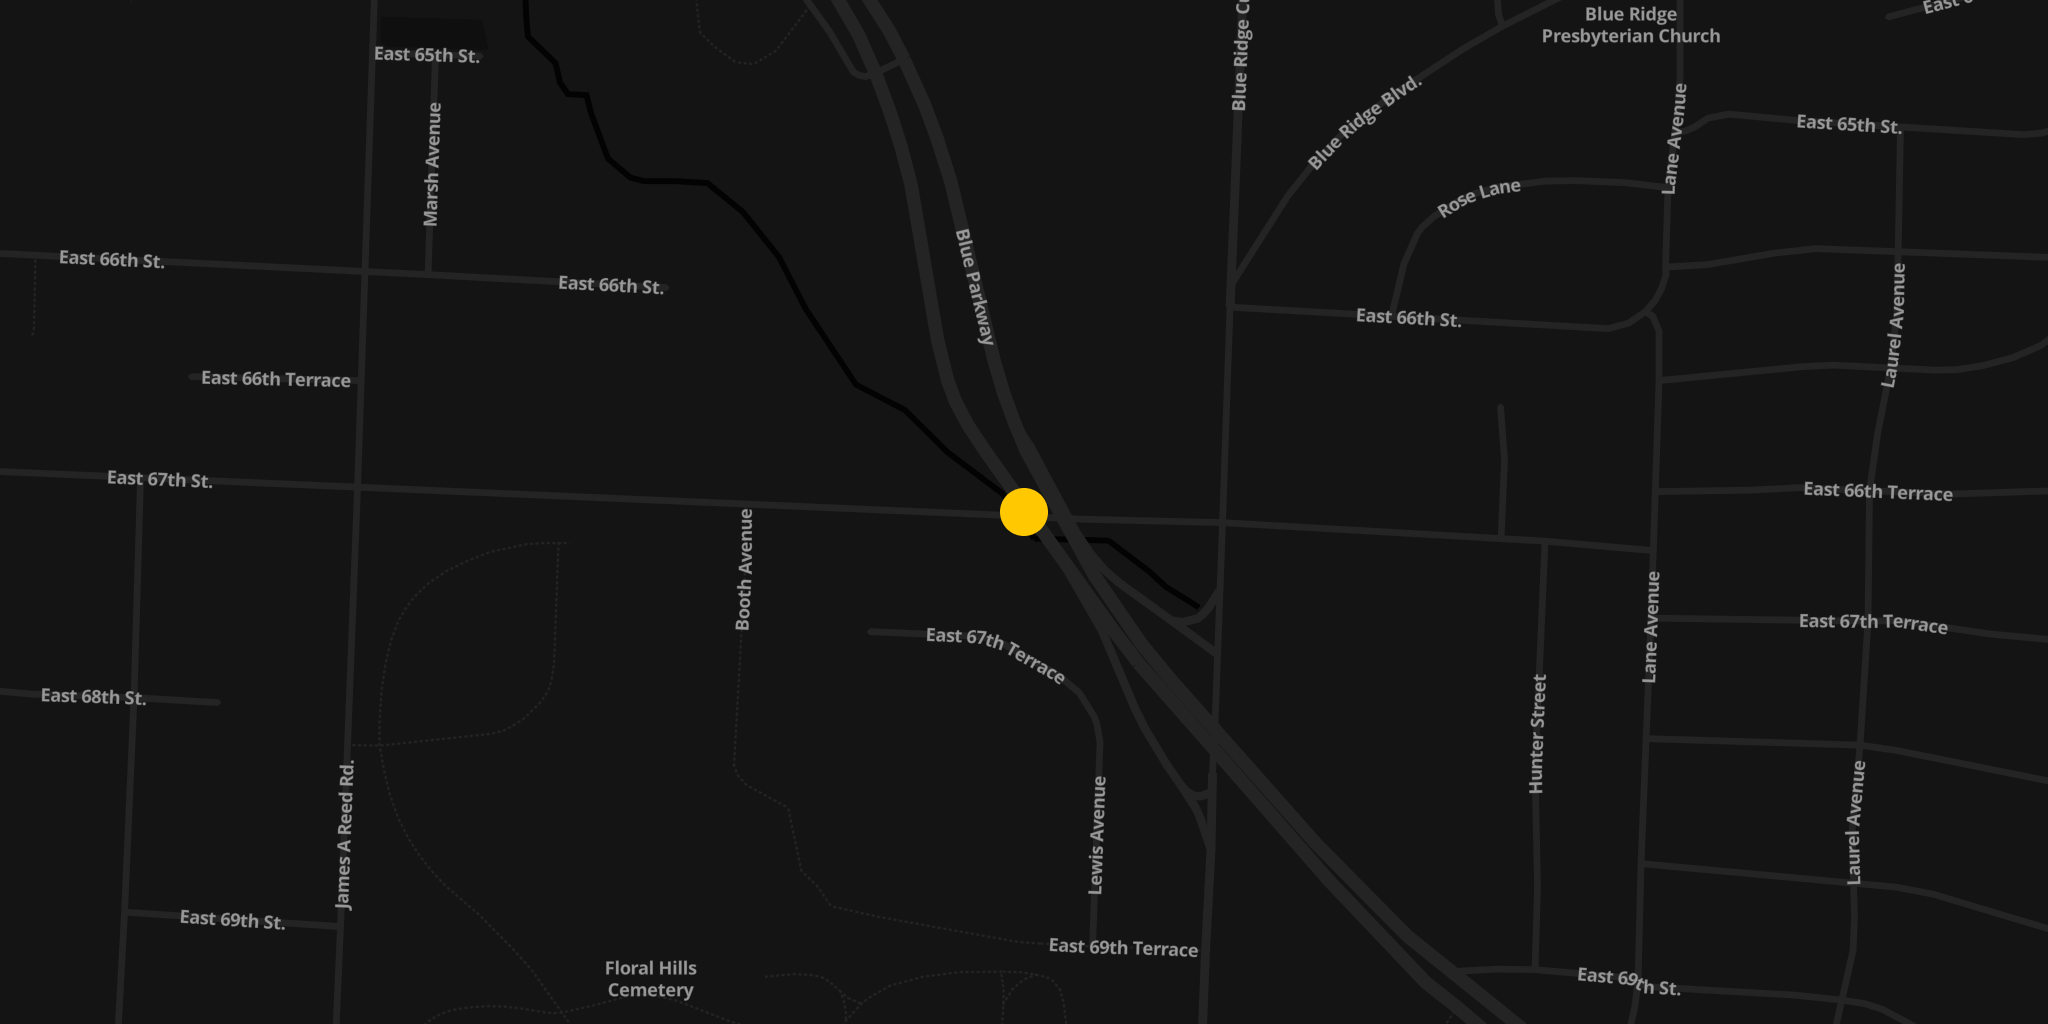 Blue Ridge
Presbyterian Church
East 65th St.
Marsh Avenue
Blue Ridge
Blue Ridge Blvd.
Lane Avenue
East 65th St.
Rose Lane
East 66th St.
East 66th St.
Blue Parkway
East 66th St.
Laurel Avenue
East 66th Terrace
East 67th St.
East 66th Terrace
Booth Avenue
East 67th Terrace
Lane Avenue
East 67th Terrace
East 68th St.
Hunter Street
James A Reed Rd.
Lewis Avenue
Laurel Avenue
East 69th St.
East 69th Terrace
Floral Hills
Cemetery
East 69th St.
East